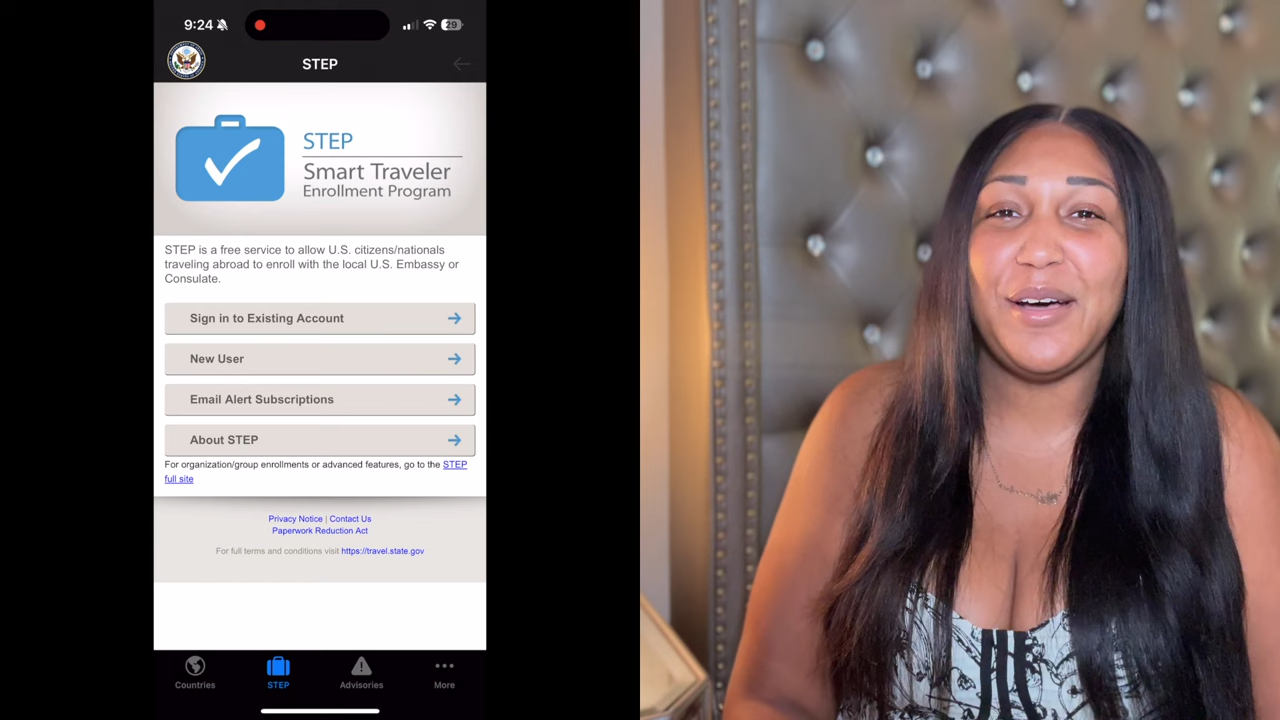 9:24
29
STEP
STEP
Smart Traveler
Enrollment Program
STEP is a free service to allow U.S. citizens/nationals
traveling abroad to enroll with the local U.S. Embassy or
Consulate.
Sign in to Existing Account
New User
Email Alert Subscriptions
About STEP
For organization/group enrollments or advanced features, go to the STEP
full site
Privacy Notice | Contact Us
Paperwork Reduction Act
For full terms and conditions visit https://travel.state.gov
Countries
STEP
Advisories
More